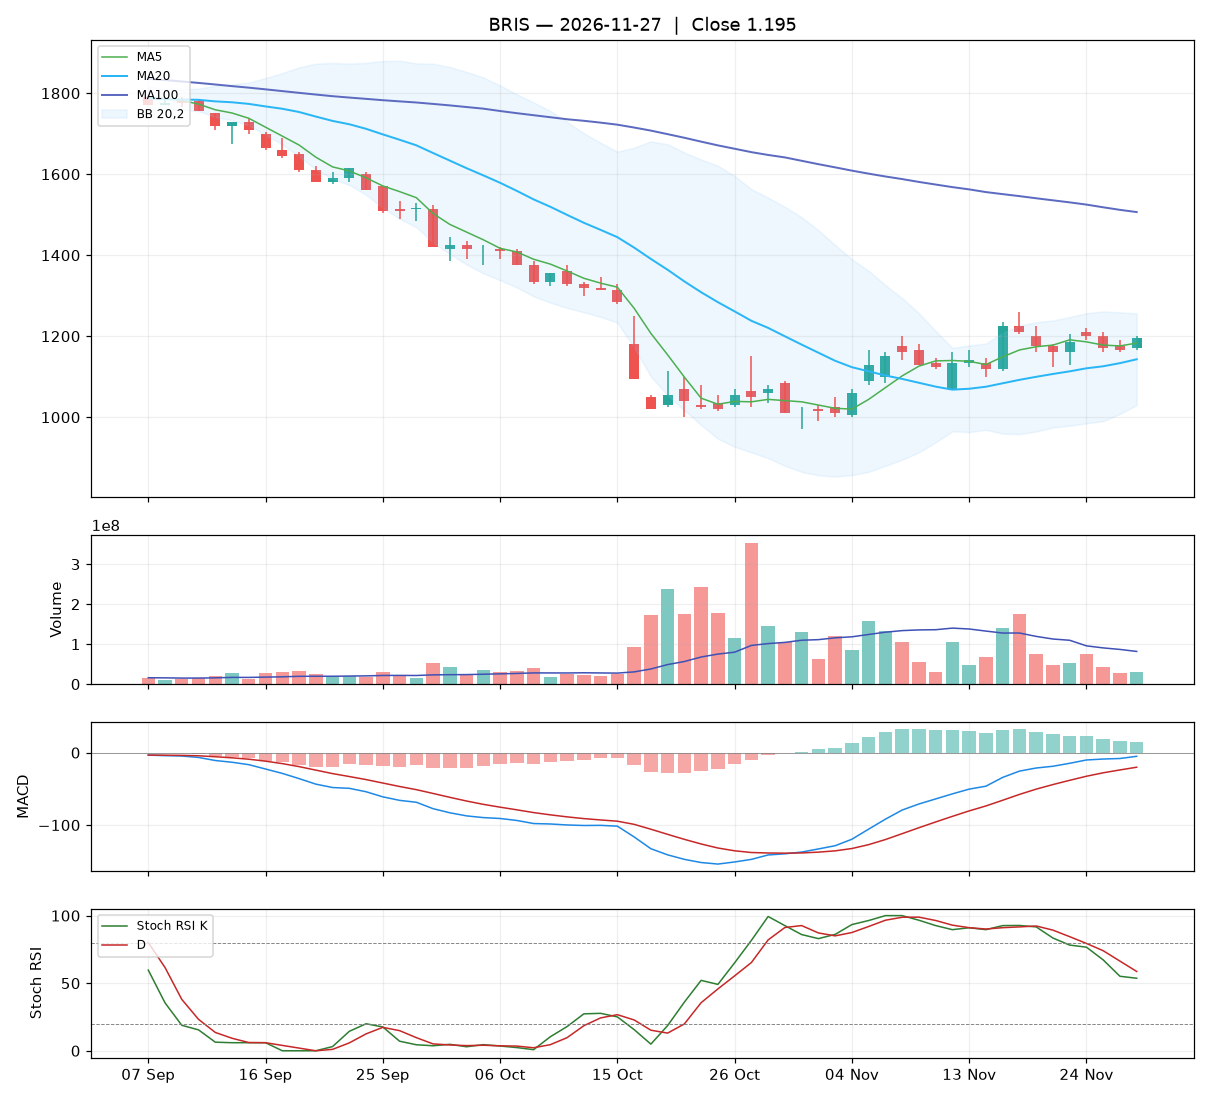 BRIS — 2026-11-27 | Close 1.195
MA5
MA20
MA100
BB 20,2
1800
1600
1400
1200
1000
1e8
Volume
3
2
1
0
MACD
0
−100
Stoch RSI
Stoch RSI K
D
100
50
0
07 Sep
16 Sep
25 Sep
06 Oct
15 Oct
26 Oct
04 Nov
13 Nov
24 Nov